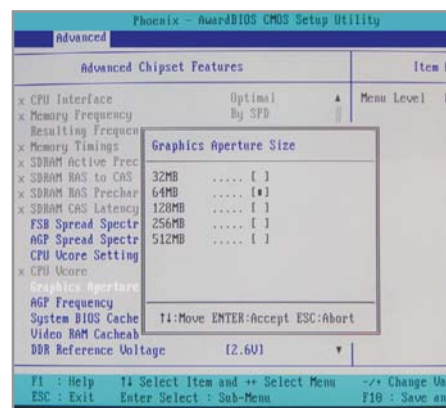 Phoenix - AwardBIOS CMOS Setup Uti
Advanced
Advanced Chipset Features
Item
x CPU Interface Optimal ▲ Menu Level
x Memory Frequency By SPD
Resulting Frequen
x Memory Timings
x SDRAM Active Prec
x SDRAM RAS to CAS
x SDRAM RAS Prechar
x SDRAM CAS Latency
FSB Spread Spectr
AGP Spread Spectr
CPU Vcore Setting
x CPU Vcore
Graphics Aperture
AGP Frequency
System BIOS Cache
Video RAM Cacheab
DDR Reference Voltage [2.6V] ▼
Graphics Aperture Size
32MB ..... [ ]
64MB ..... [▪]
128MB ..... [ ]
256MB ..... [ ]
512MB ..... [ ]
↑↓:Move ENTER:Accept ESC:Abort
F1 : Help ↑↓ Select Item and ↔ Select Menu -/+ Change Va
ESC : Exit Enter Select : Sub-Menu F10 : Save an